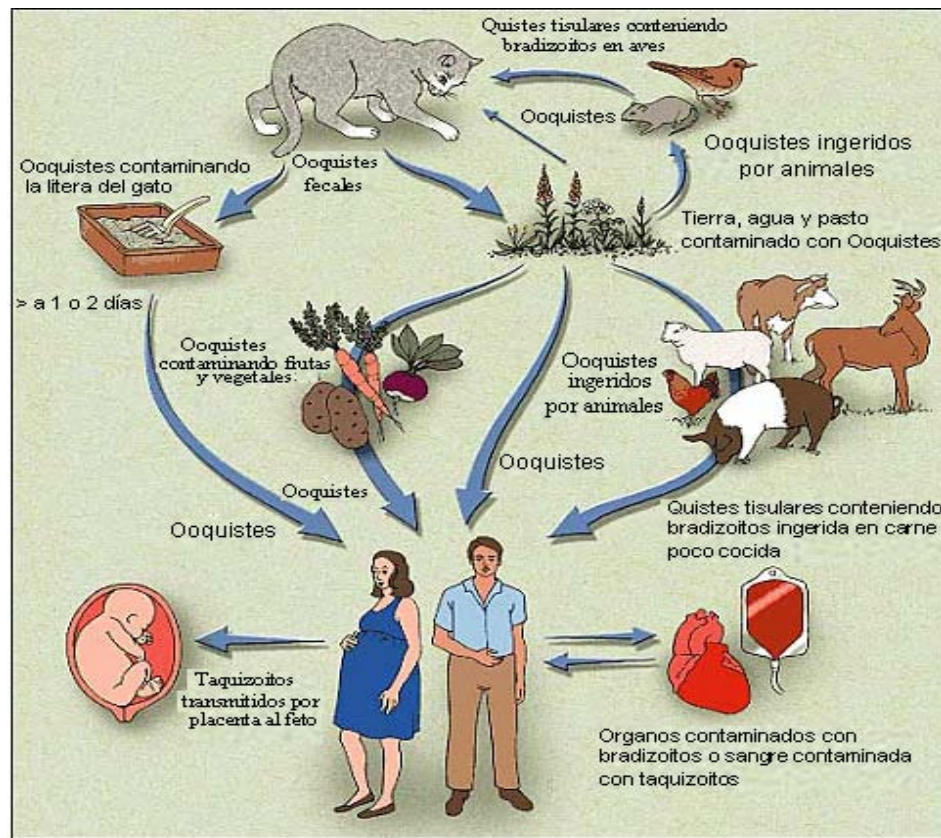 Quistes tisulares conteniendo
bradizoitos en aves
Ooquistes
Ooquistes ingeridos
por animales
Ooquistes contaminando
la litera del gato
Ooquistes
fecales
Tierra, agua y pasto
contaminado con Ooquistes
> a 1 o 2 días
Ooquistes
contaminando frutas
y vegetales.
Ooquistes
ingeridos
por animales
Ooquistes
Ooquistes
Ooquistes
Quistes tisulares conteniendo
bradizoitos ingerida en carne
poco cocida
Taquizoitos
transmitidos por
placenta al feto
Organos contaminados con
bradizoitos o sangre contaminada
con taquizoitos